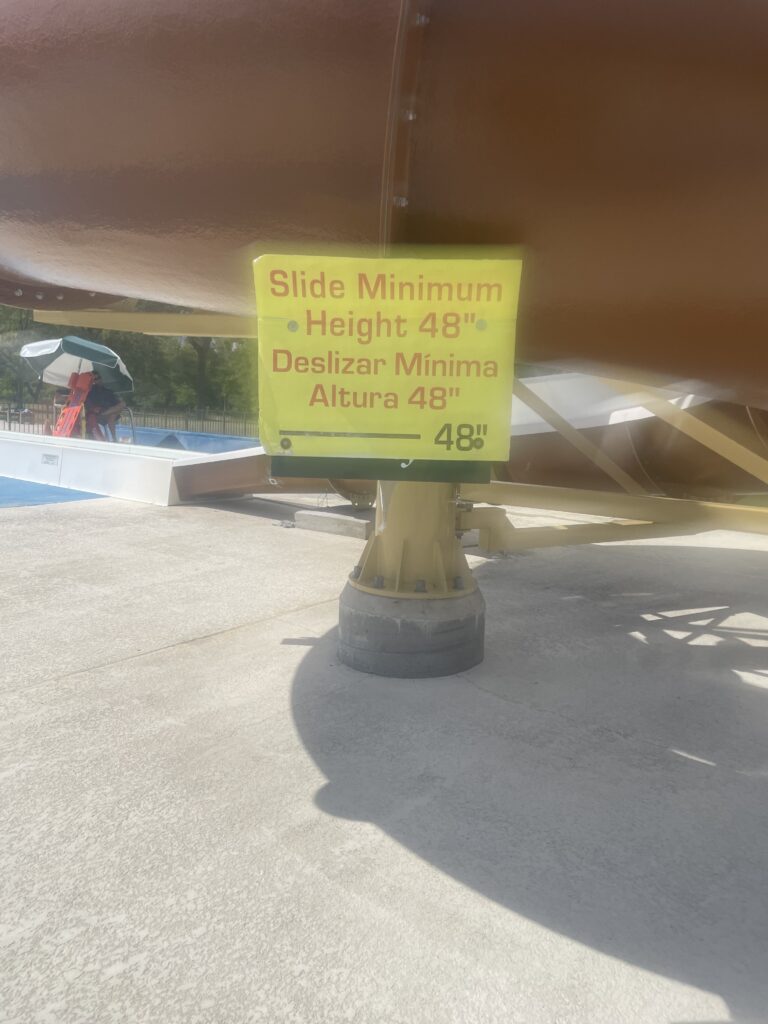 Slide Minimum
Height 48"
Deslizar Mínima
Altura 48"
48"